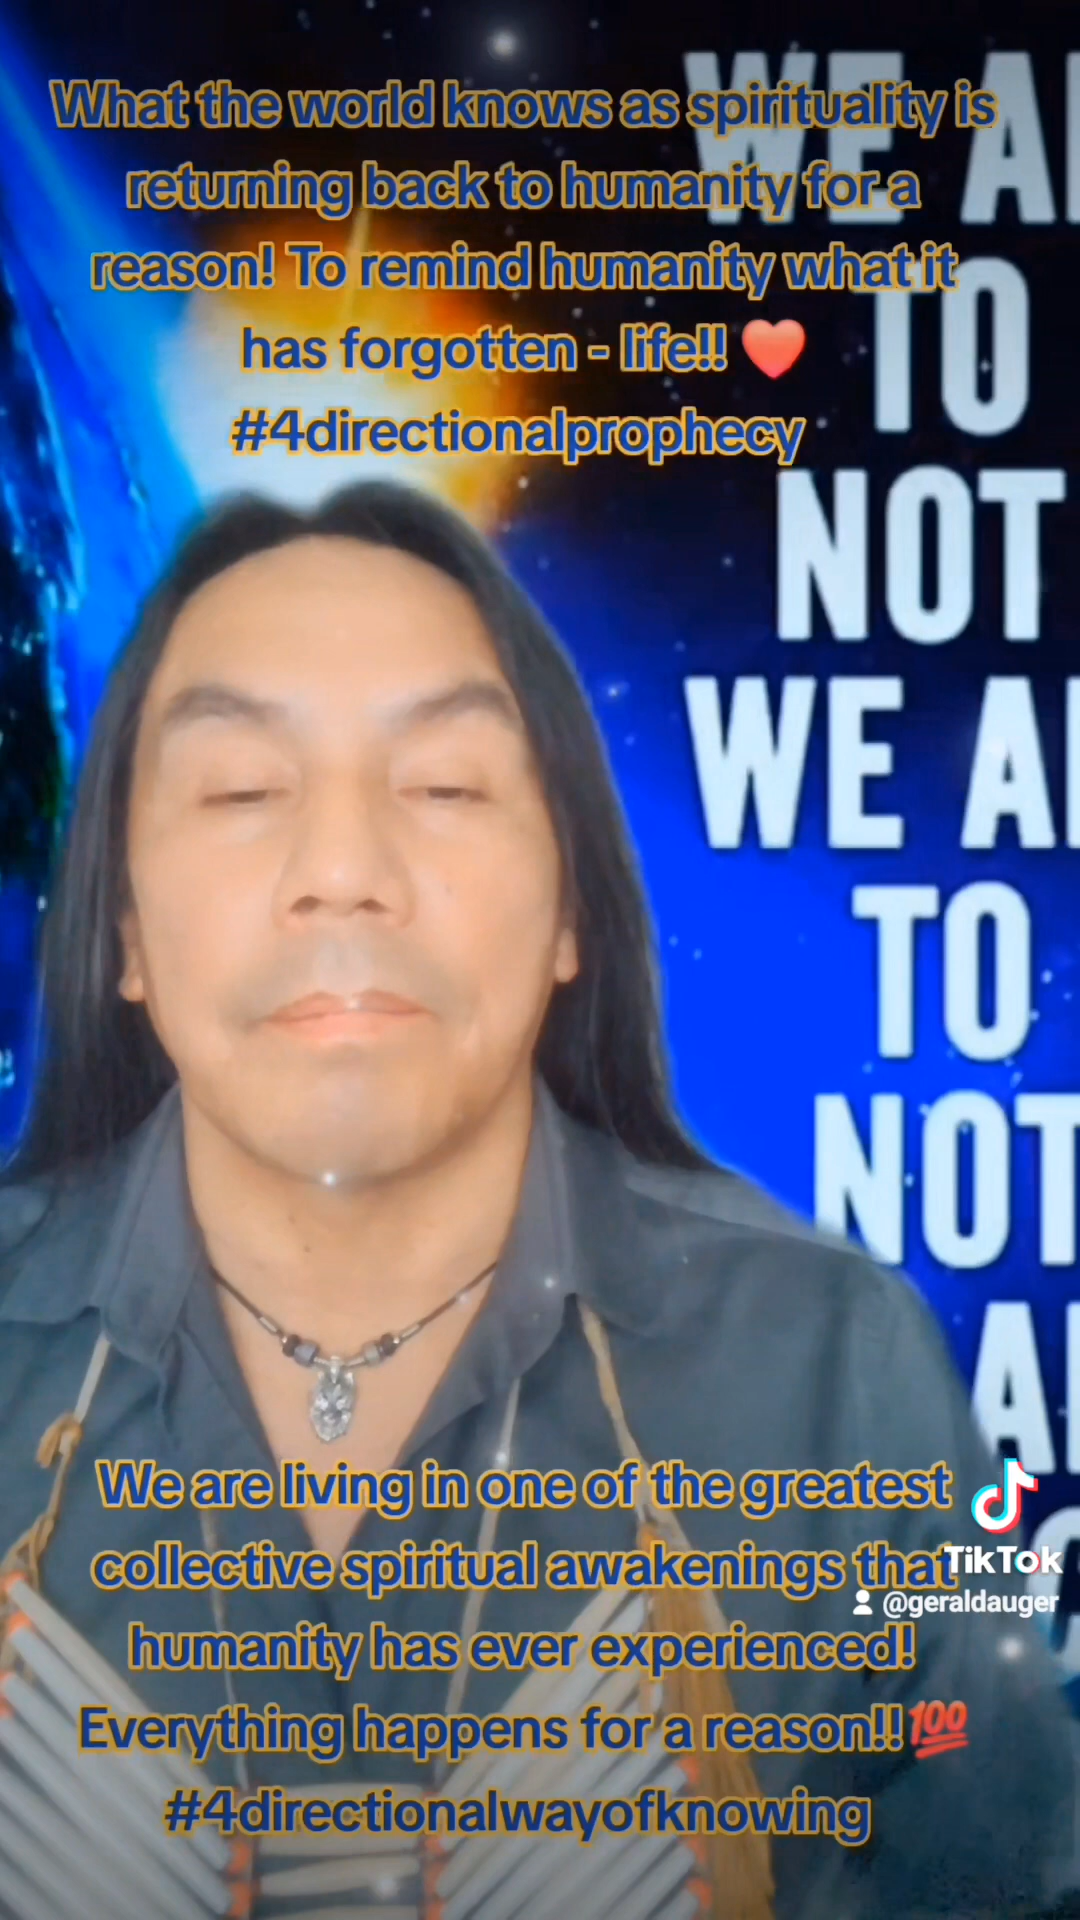 What the world knows as spirituality is
returning back to humanity for a
reason! To remind humanity what it
has forgotten - life!! ❤️
#4directionalprophecy
WE
TO
NOT
WE
TO
NOT
We are living in one of the greatest
collective spiritual awakenings that
humanity has ever experienced!
Everything happens for a reason!!💯
#4directionalwayofknowing
TikTok
@geraldauger